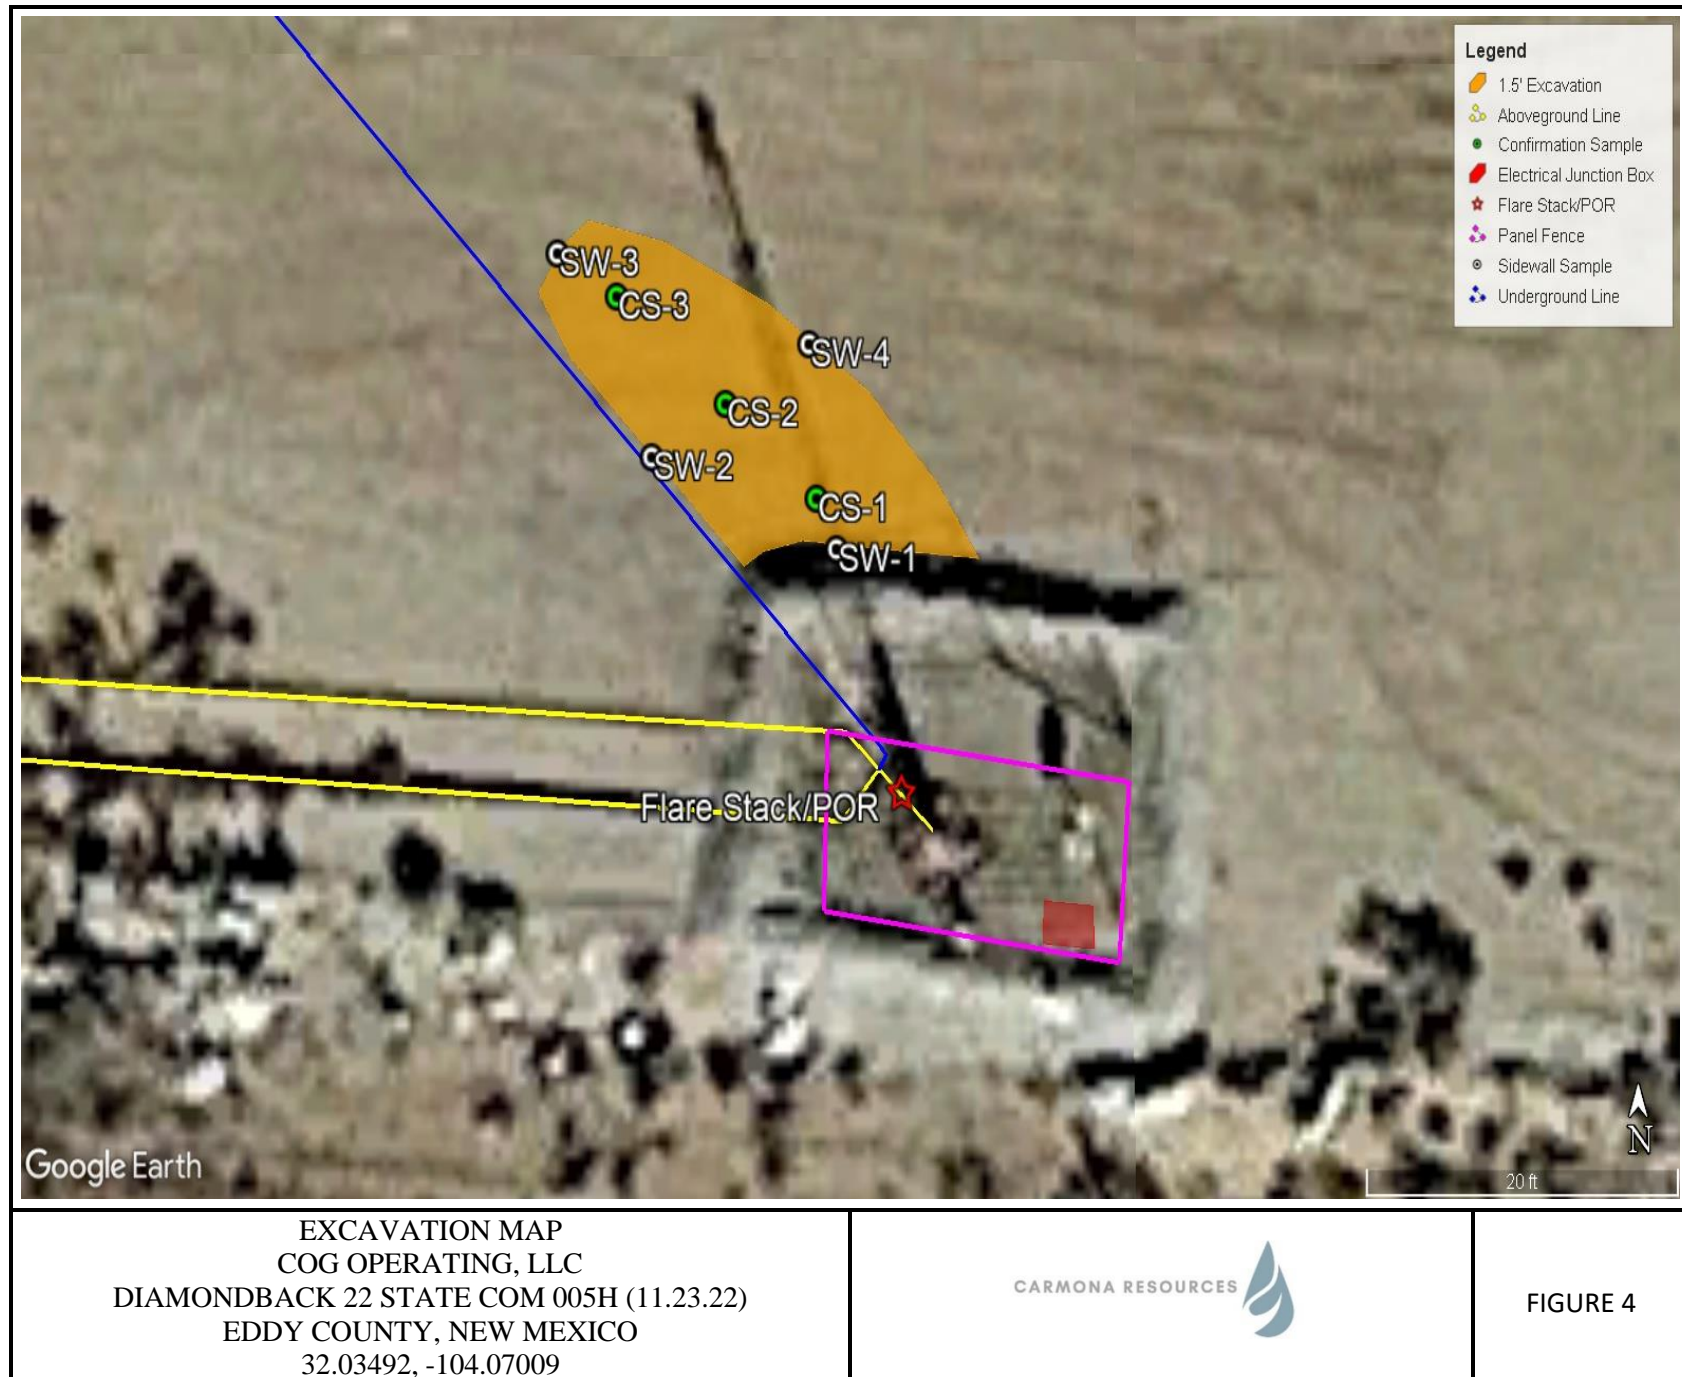 Legend
1.5' Excavation
Aboveground Line
Confirmation Sample
Electrical Junction Box
Flare Stack/POR
Panel Fence
Sidewall Sample
Underground Line
SW-3
CS-3
SW-4
CS-2
SW-2
CS-1
SW-1
Flare Stack/POR
N
Google Earth
20 ft
EXCAVATION MAP
COG OPERATING, LLC
DIAMONDBACK 22 STATE COM 005H (11.23.22)
EDDY COUNTY, NEW MEXICO
32.03492, -104.07009
CARMONA RESOURCES
FIGURE 4